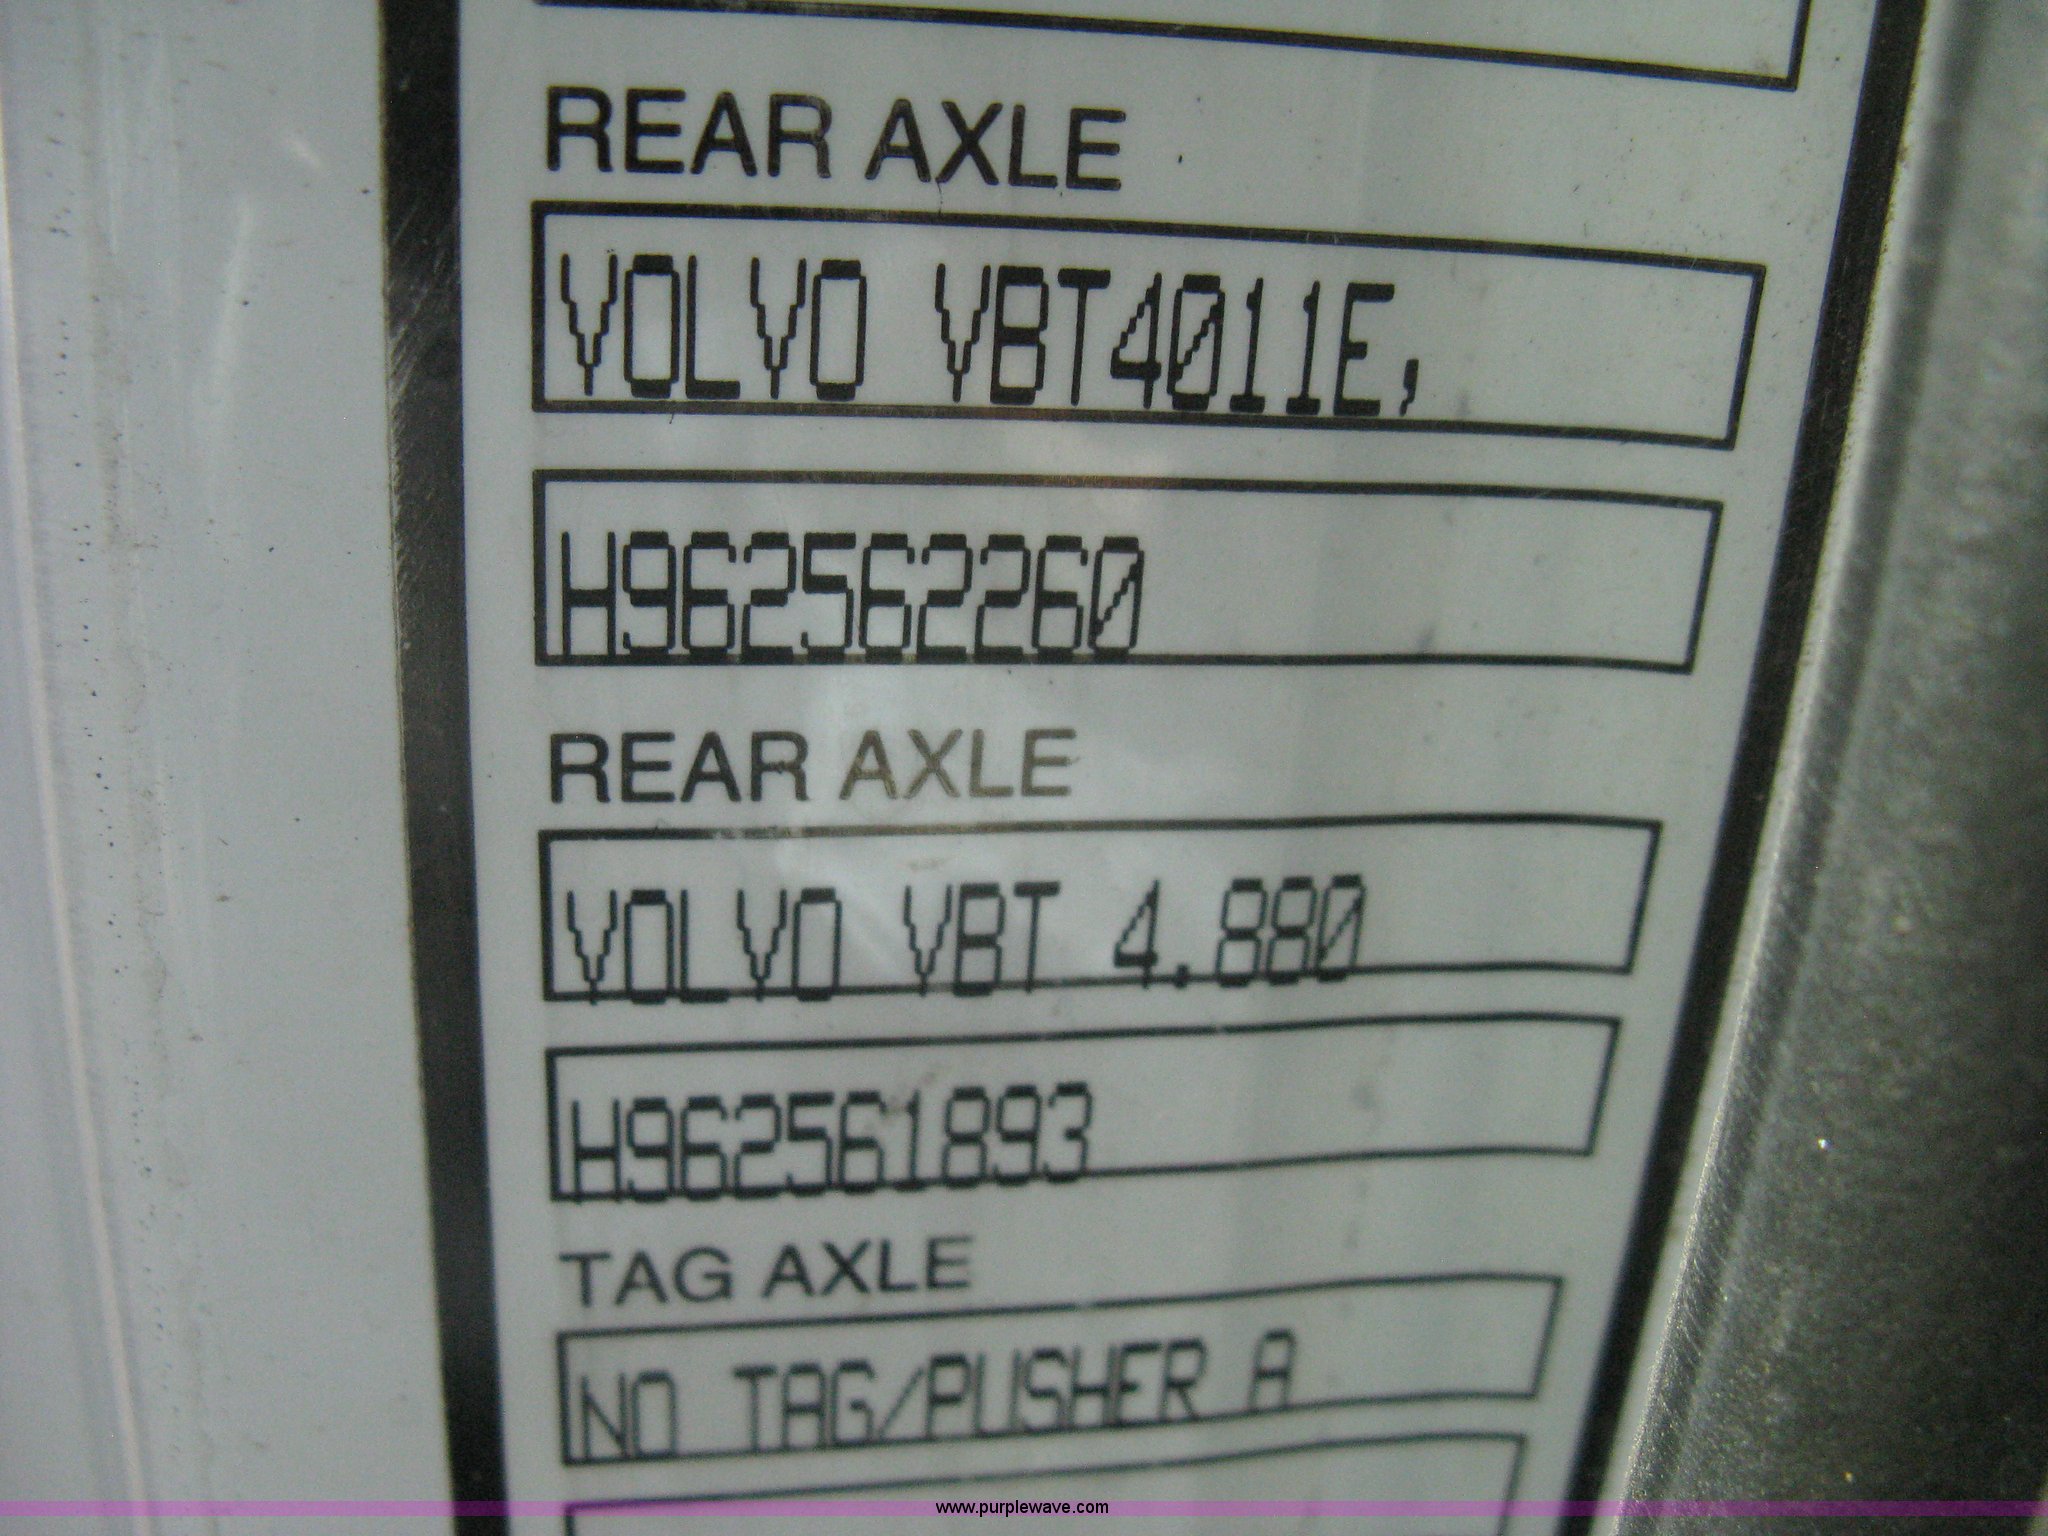 REAR AXLE
VOLVO VBT4011E,
H962562260
REAR AXLE
VOLVO VBT 4.880
H962561893
TAG AXLE
NO TAG/PUSHER A
www.purplewave.com